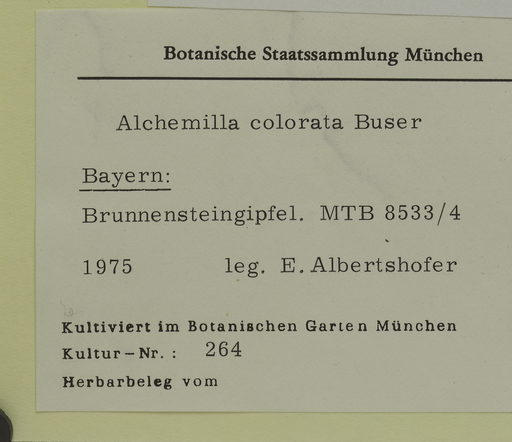 Botanische Staatssammlung München
Alchemilla colorata Buser
Bayern:
Brunnensteingipfel. MTB 8533/4
1975 leg. E. Albertshofer
Kultiviert im Botanischen Garten München
Kultur-Nr.: 264
Herbarbeleg vom